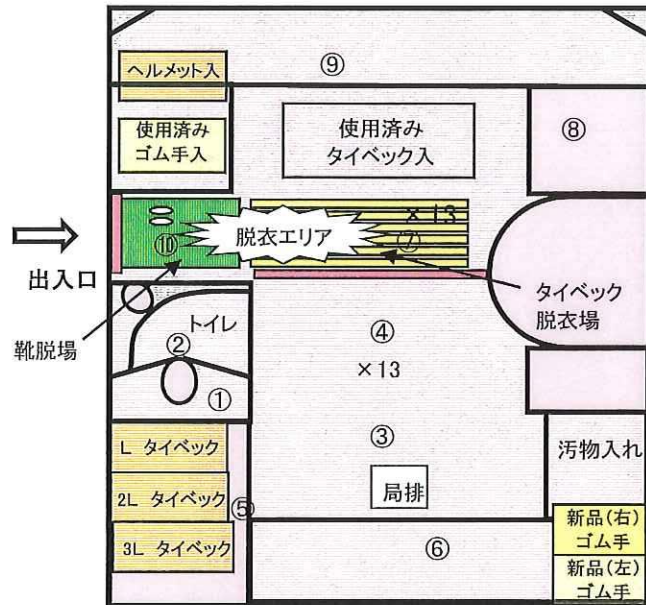 ⑨
ヘルメット入
使用済み
ゴム手入
使用済み
タイベック入
⑧
×13
脱衣エリア
⑩
⑦
出入口
靴脱場
タイベック
脱衣場
トイレ
②
①
④
×13
③
局排
L タイベック
2L タイベック
3L タイベック
⑤
⑥
汚物入れ
新品(右)
ゴム手
新品(左)
ゴム手